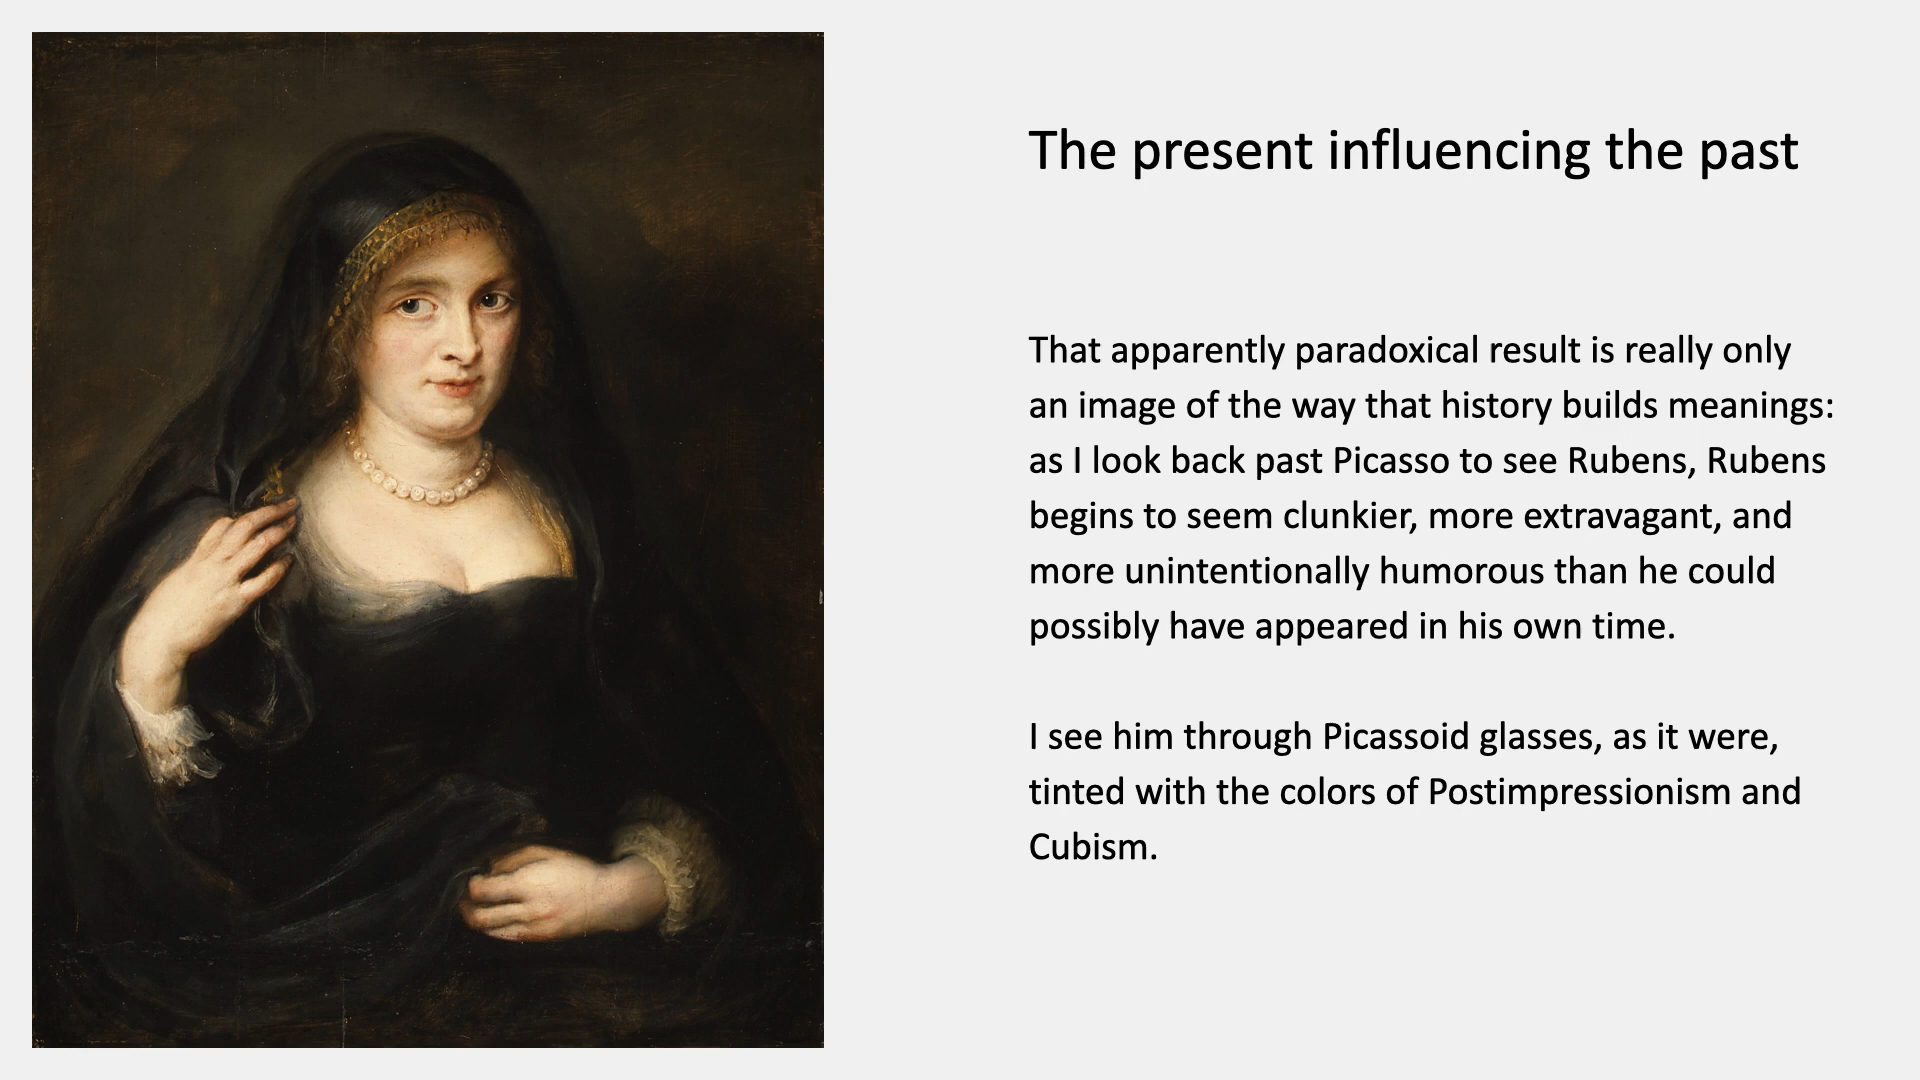 The present influencing the past
That apparently paradoxical result is really only
an image of the way that history builds meanings:
as I look back past Picasso to see Rubens, Rubens
begins to seem clunkier, more extravagant, and
more unintentionally humorous than he could
possibly have appeared in his own time.
I see him through Picassoid glasses, as it were,
tinted with the colors of Postimpressionism and
Cubism.